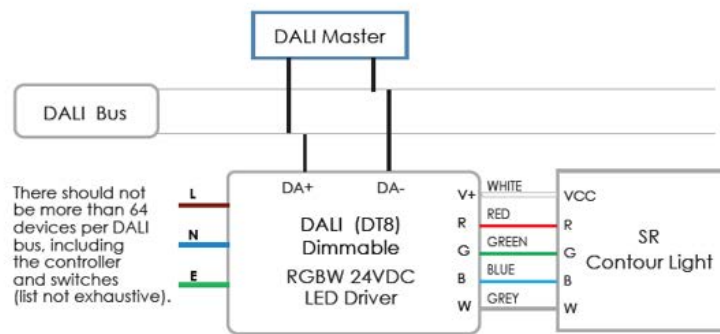 DALI Master
DALI Bus
There should not
be more than 64
devices per DALI
bus, including
the controller
and switches
(list not exhaustive).
L
N
E
DA+ DA-
DALI (DT8)
Dimmable
RGBW 24VDC
LED Driver
V+
R
G
B
W
WHITE
RED
GREEN
BLUE
GREY
VCC
R
G
B
W
SR
Contour Light